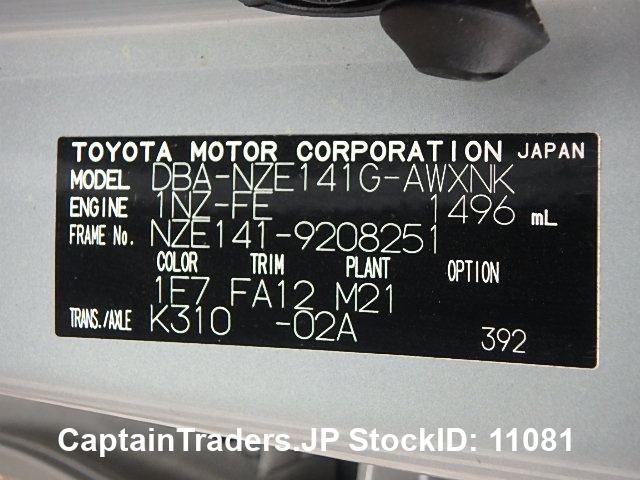 TOYOTA MOTOR CORPORATION JAPAN
MODEL DBA-NZE141G-AWXNK
ENGINE 1NZ-FE 1496 mL
FRAME No. NZE141-9208251
COLOR TRIM PLANT OPTION
1E7 FA12 M21
TRANS./AXLE K310 -02A 392
CaptainTraders.JP StockID: 11081